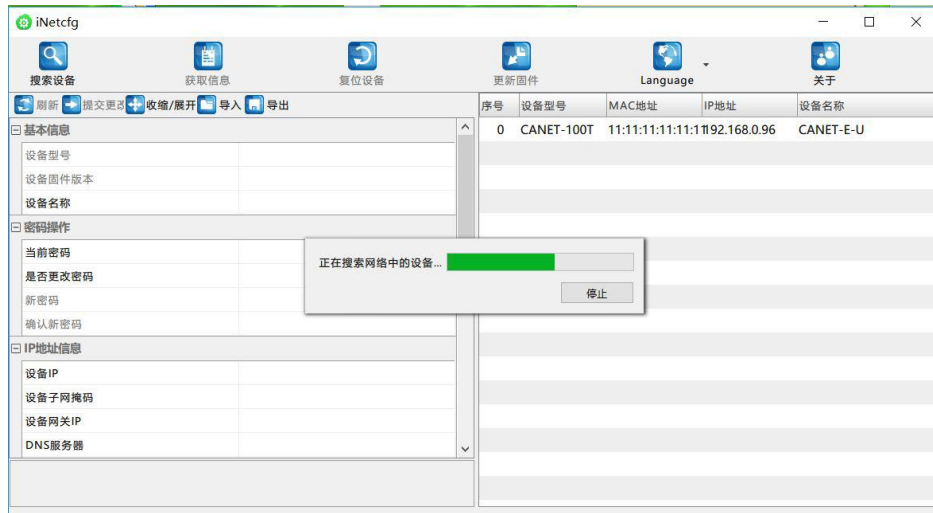 iNetcfg
搜索设备 获取信息 复位设备 更新固件 Language 关于
刷新 提交更改 收缩/展开 导入 导出
序号 设备型号 MAC地址 IP地址 设备名称
0 CANET-100T 11:11:11:11:11:11 192.168.0.96 CANET-E-U
基本信息
设备型号
设备固件版本
设备名称
密码操作
当前密码
是否更改密码
新密码
确认新密码
正在搜索网络中的设备...
停止
IP地址信息
设备IP
设备子网掩码
设备网关IP
DNS服务器